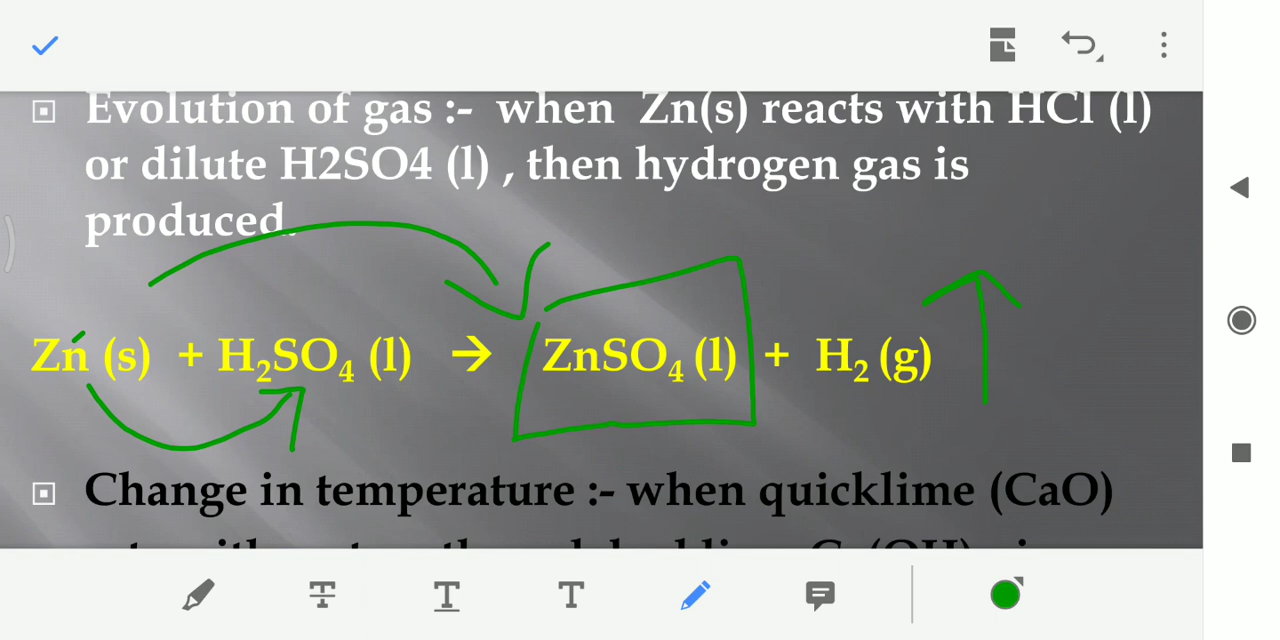 Evolution of gas :- when Zn(s) reacts with HCl (l)
or dilute H2SO4 (l) , then hydrogen gas is
produced.
Zn (s) + H₂SO₄ (l) → ZnSO₄ (l) + H₂ (g)
Change in temperature :- when quicklime (CaO)